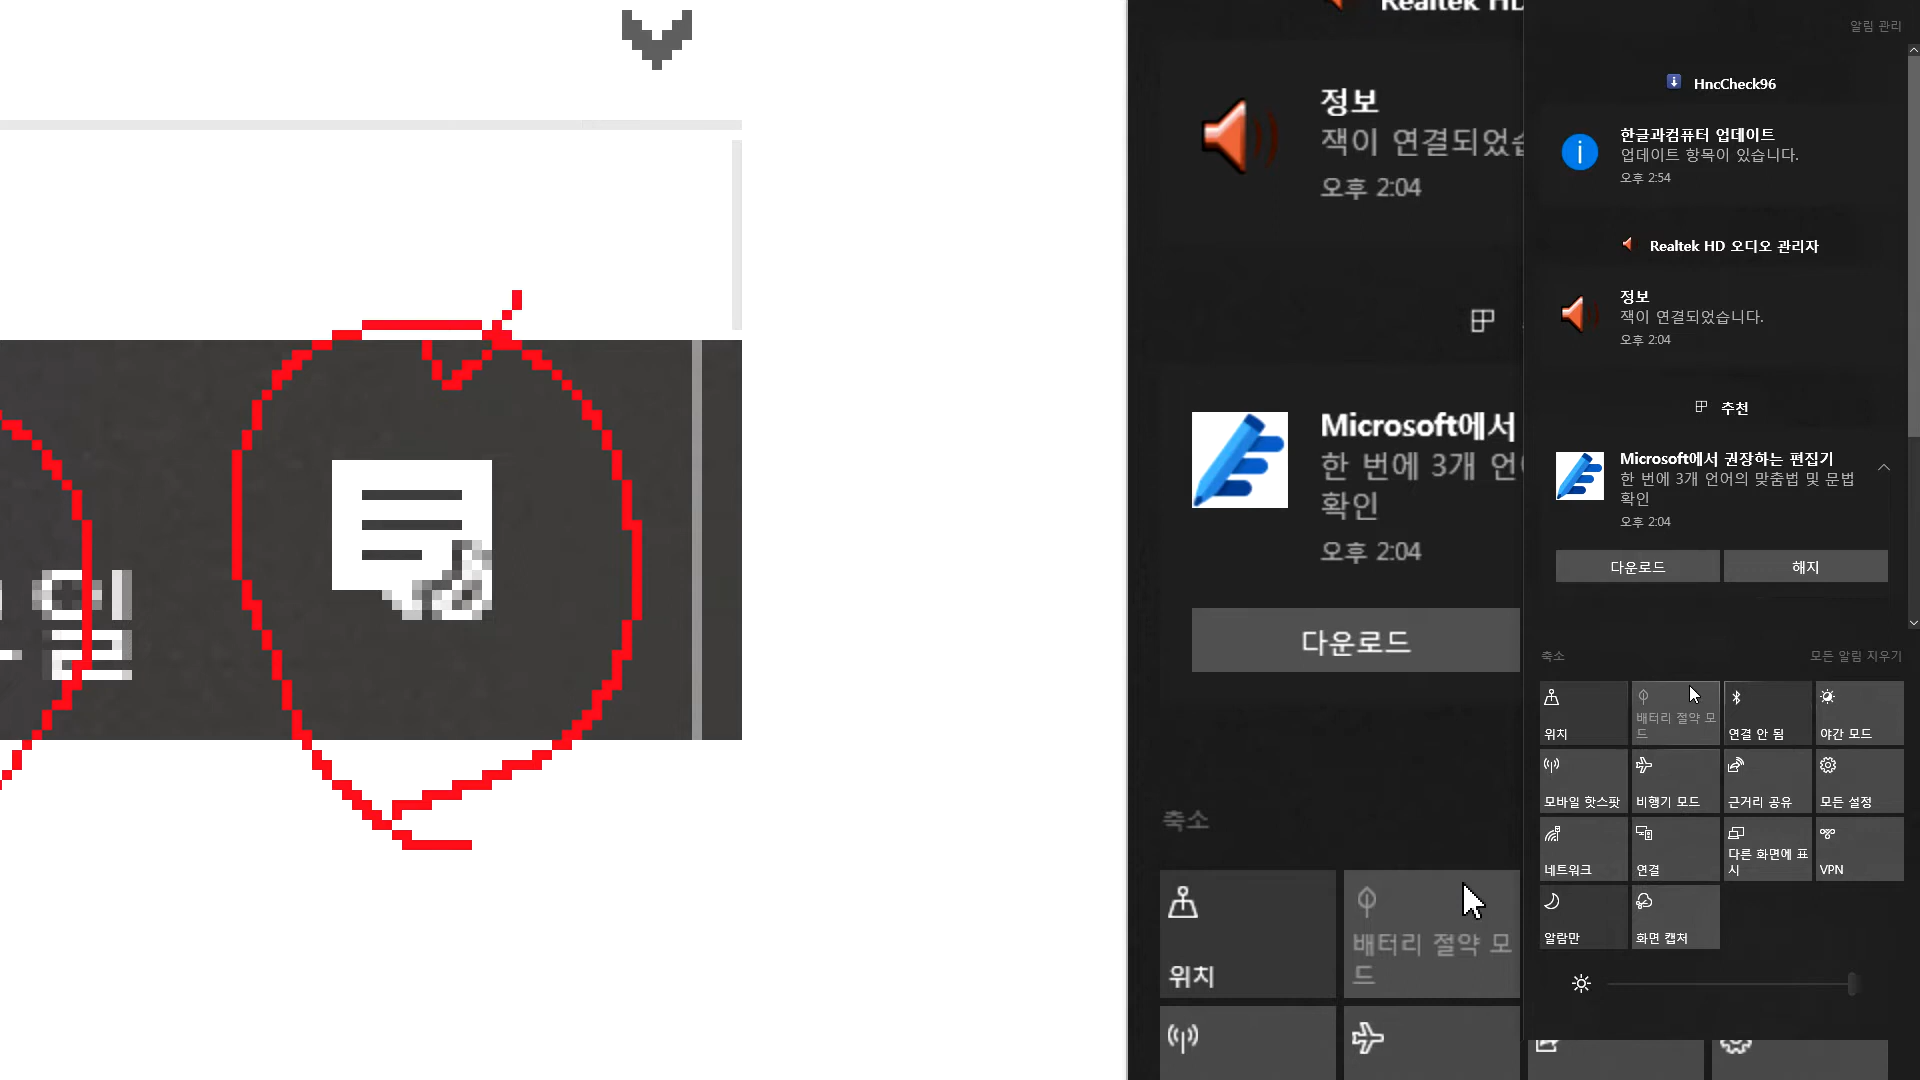 Realtek HD
정보
잭이 연결되었습
오후 2:04
Microsoft에서
한 번에 3개 언어
확인
오후 2:04
다운로드
축소
위치
배터리 절약 모
드
알림 관리
HncCheck96
한글과컴퓨터 업데이트
업데이트 항목이 있습니다.
오후 2:54
Realtek HD 오디오 관리자
정보
잭이 연결되었습니다.
오후 2:04
추천
Microsoft에서 권장하는 편집기
한 번에 3개 언어의 맞춤법 및 문법
확인
오후 2:04
다운로드 해지
축소 모든 알림 지우기
위치
배터리 절약 모
드
연결 안 됨
야간 모드
모바일 핫스팟
비행기 모드
근거리 공유
모든 설정
네트워크
연결
다른 화면에 표
시
VPN
알람만
화면 캡처